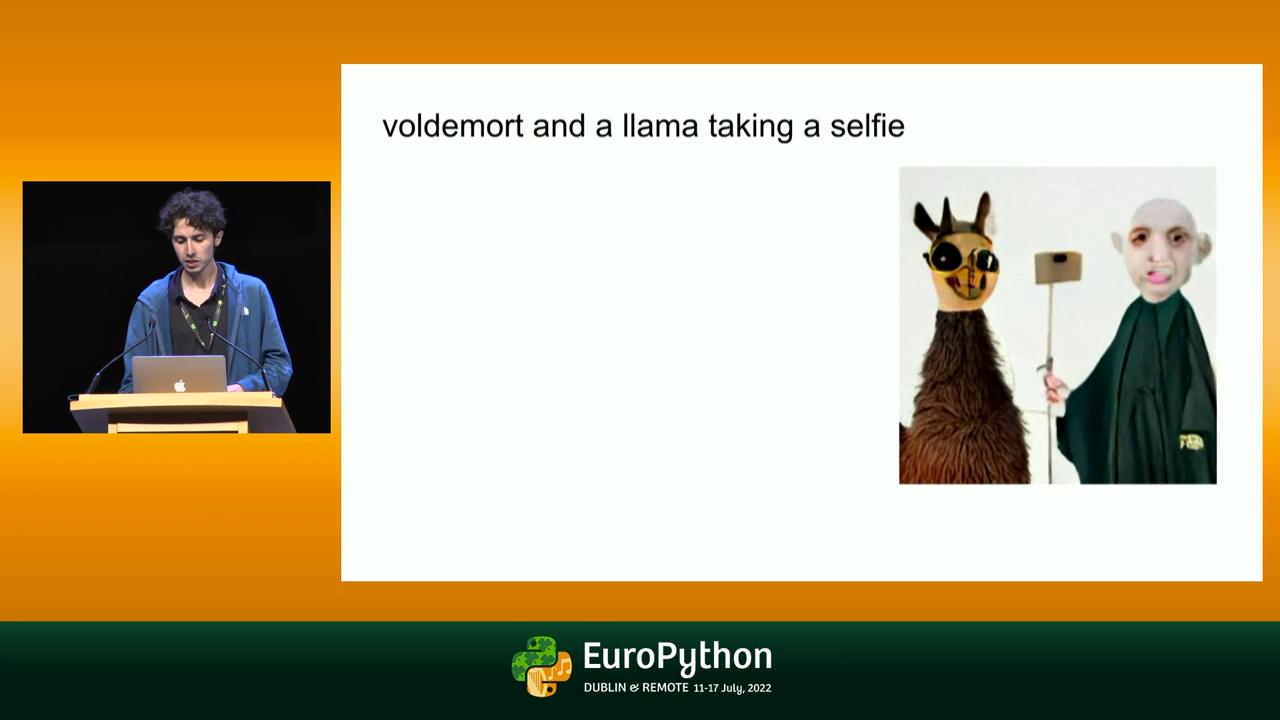 voldemort and a llama taking a selfie
EuroPython
DUBLIN & REMOTE 11-17 July, 2022